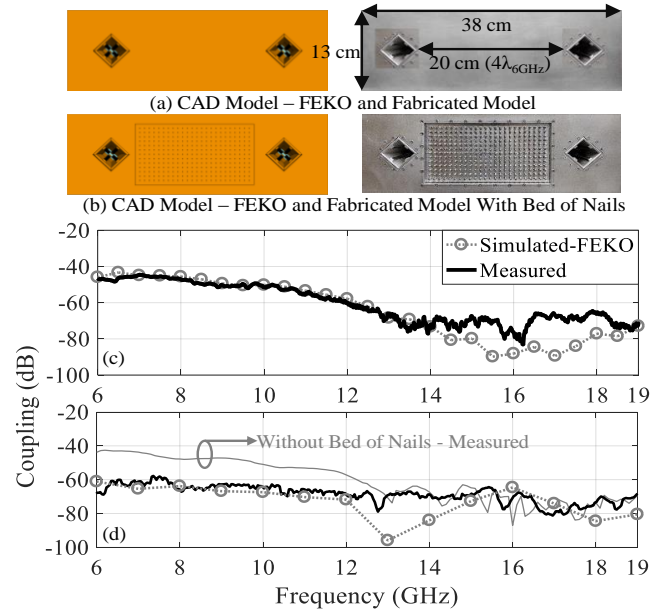 38 cm
13 cm
20 cm (4λ6GHz)
(a) CAD Model – FEKO and Fabricated Model
(b) CAD Model – FEKO and Fabricated Model With Bed of Nails
-20
-40
-60
-80
-100
Simulated-FEKO
Measured
(c)
6 8 10 12 14 16 18 19
Coupling (dB)
-20
-40
-60
-80
-100
Without Bed of Nails - Measured
(d)
6 8 10 12 14 16 18 19
Frequency (GHz)